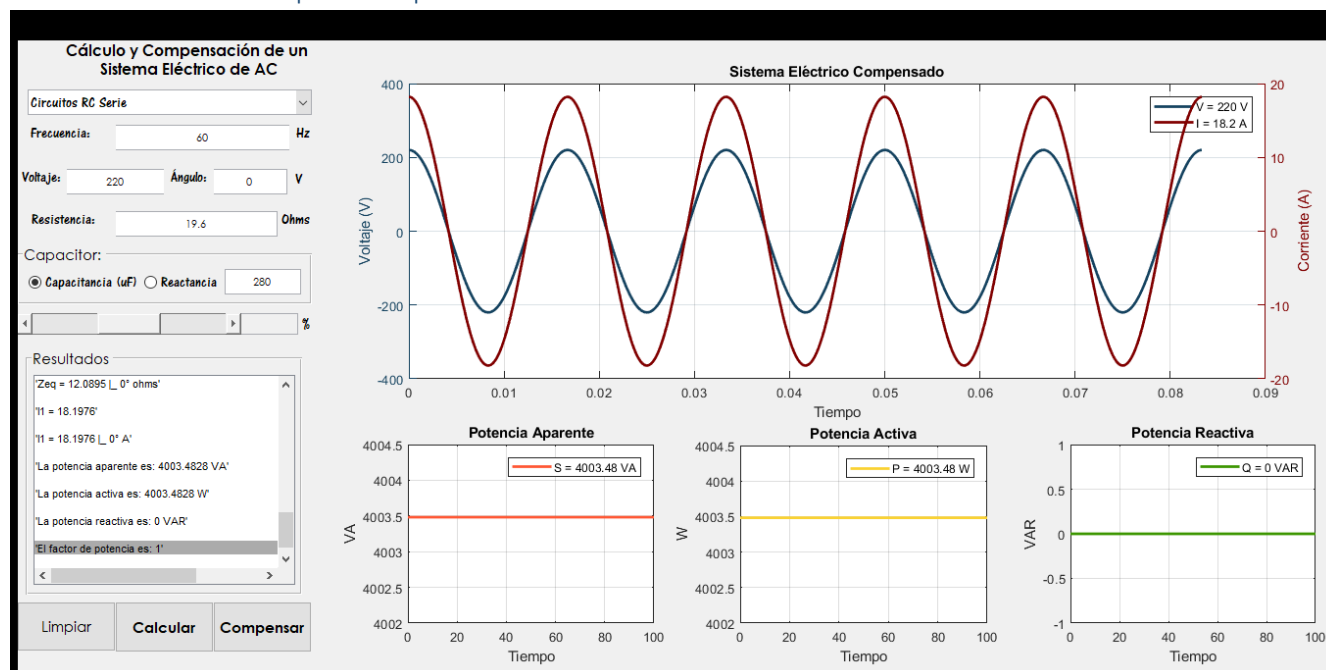 Cálculo y Compensación de un
Sistema Eléctrico de AC
Circuitos RC Serie
Frecuencia: 60 Hz
Voltaje: 220 Ángulo: 0 V
Resistencia: 19.6 Ohms
Capacitor:
Capacitancia (uF) Reactancia 280
%
Resultados
'Zeq = 12.0895 |_ 0° ohms'
'I1 = 18.1976'
'I1 = 18.1976 |_ 0° A'
'La potencia aparente es: 4003.4828 VA'
'La potencia activa es: 4003.4828 W'
'La potencia reactiva es: 0 VAR'
'El factor de potencia es: 1'
Limpiar Calcular Compensar
Sistema Eléctrico Compensado
V = 220 V
I = 18.2 A
400
200
0
-200
-400
Voltaje (V)
20
10
0
-10
-20
Corriente (A)
0 0.01 0.02 0.03 0.04 0.05 0.06 0.07 0.08 0.09
Tiempo
Potencia Aparente
S = 4003.48 VA
4004.5
4004
4003.5
4003
4002.5
4002
VA
0 20 40 60 80 100
Tiempo
Potencia Activa
P = 4003.48 W
4004.5
4004
4003.5
4003
4002.5
4002
W
0 20 40 60 80 100
Tiempo
Potencia Reactiva
Q = 0 VAR
1
0.5
0
-0.5
-1
VAR
0 20 40 60 80 100
Tiempo